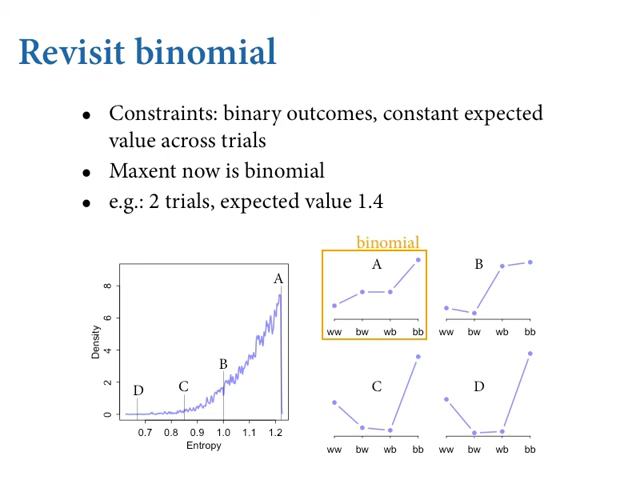 Revisit binomial
• Constraints: binary outcomes, constant expected
value across trials
• Maxent now is binomial
• e.g.: 2 trials, expected value 1.4
binomial
A
B
C
D
Density
0 2 4 6 8
0.7 0.8 0.9 1.0 1.1 1.2
Entropy
A
ww bw wb bb
B
ww bw wb bb
C
ww bw wb bb
D
ww bw wb bb